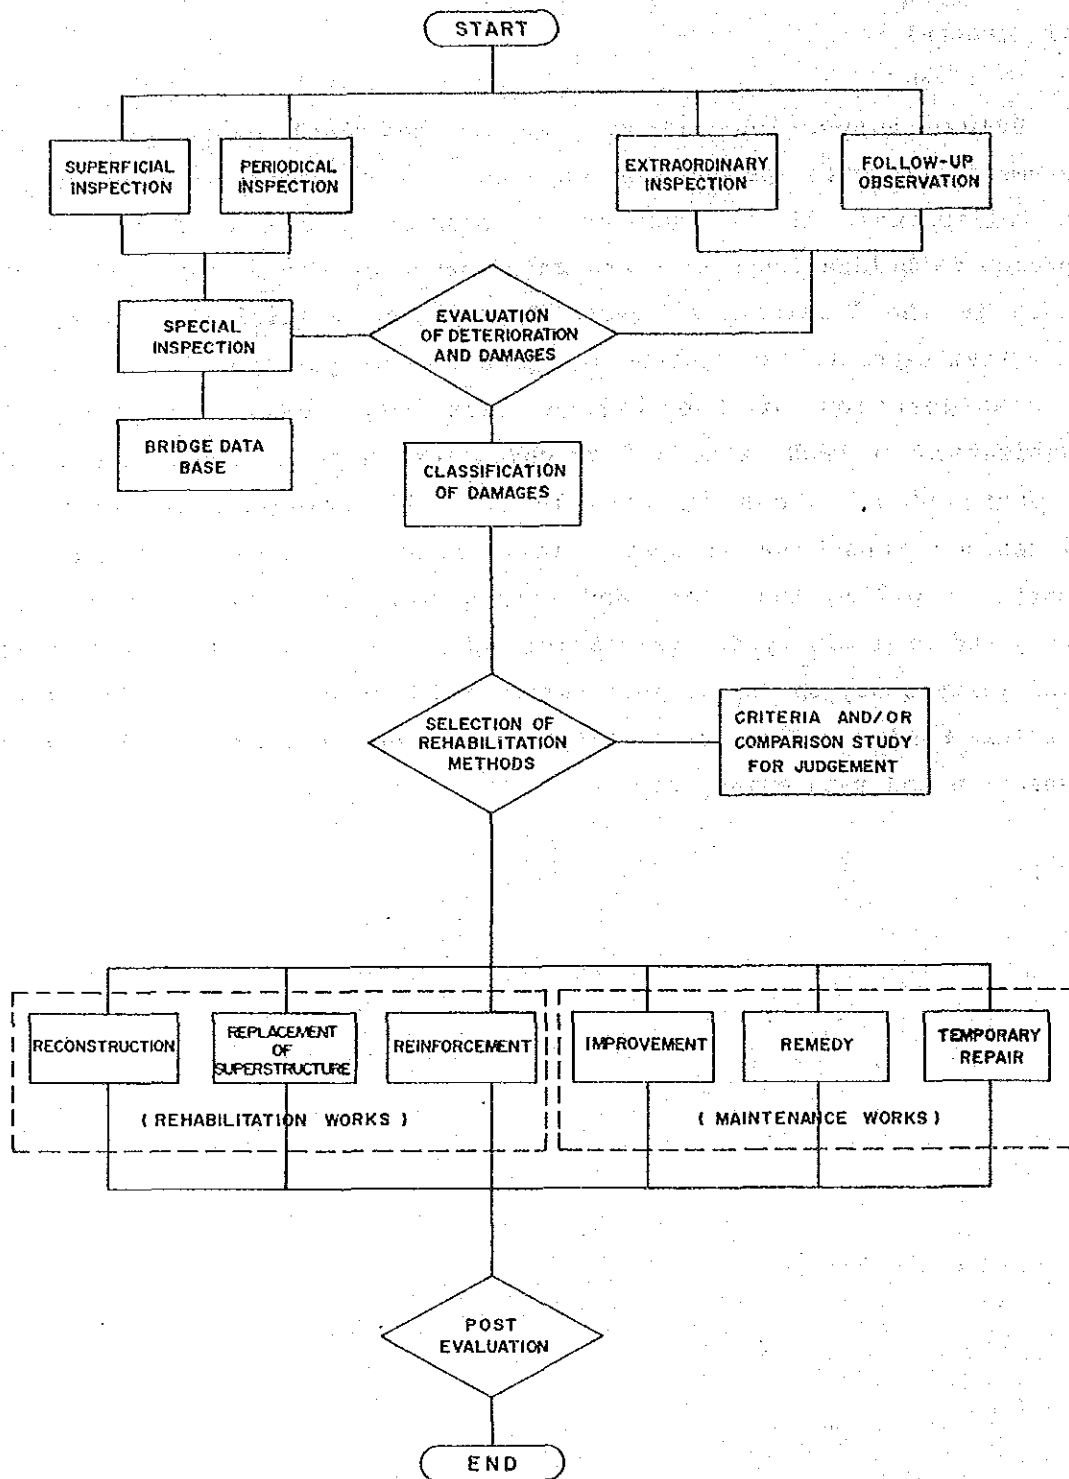 START
SUPERFICIAL
INSPECTION
PERIODICAL
INSPECTION
EXTRAORDINARY
INSPECTION
FOLLOW-UP
OBSERVATION
SPECIAL
INSPECTION
EVALUATION
OF DETERIORATION
AND DAMAGES
BRIDGE DATA
BASE
CLASSIFICATION
OF DAMAGES
SELECTION OF
REHABILITATION
METHODS
CRITERIA AND/OR
COMPARISON STUDY
FOR JUDGEMENT
RECONSTRUCTION
REPLACEMENT
OF
SUPERSTRUCTURE
REINFORCEMENT
IMPROVEMENT
REMEDY
TEMPORARY
REPAIR
( REHABILITATION WORKS )
( MAINTENANCE WORKS )
POST
EVALUATION
END